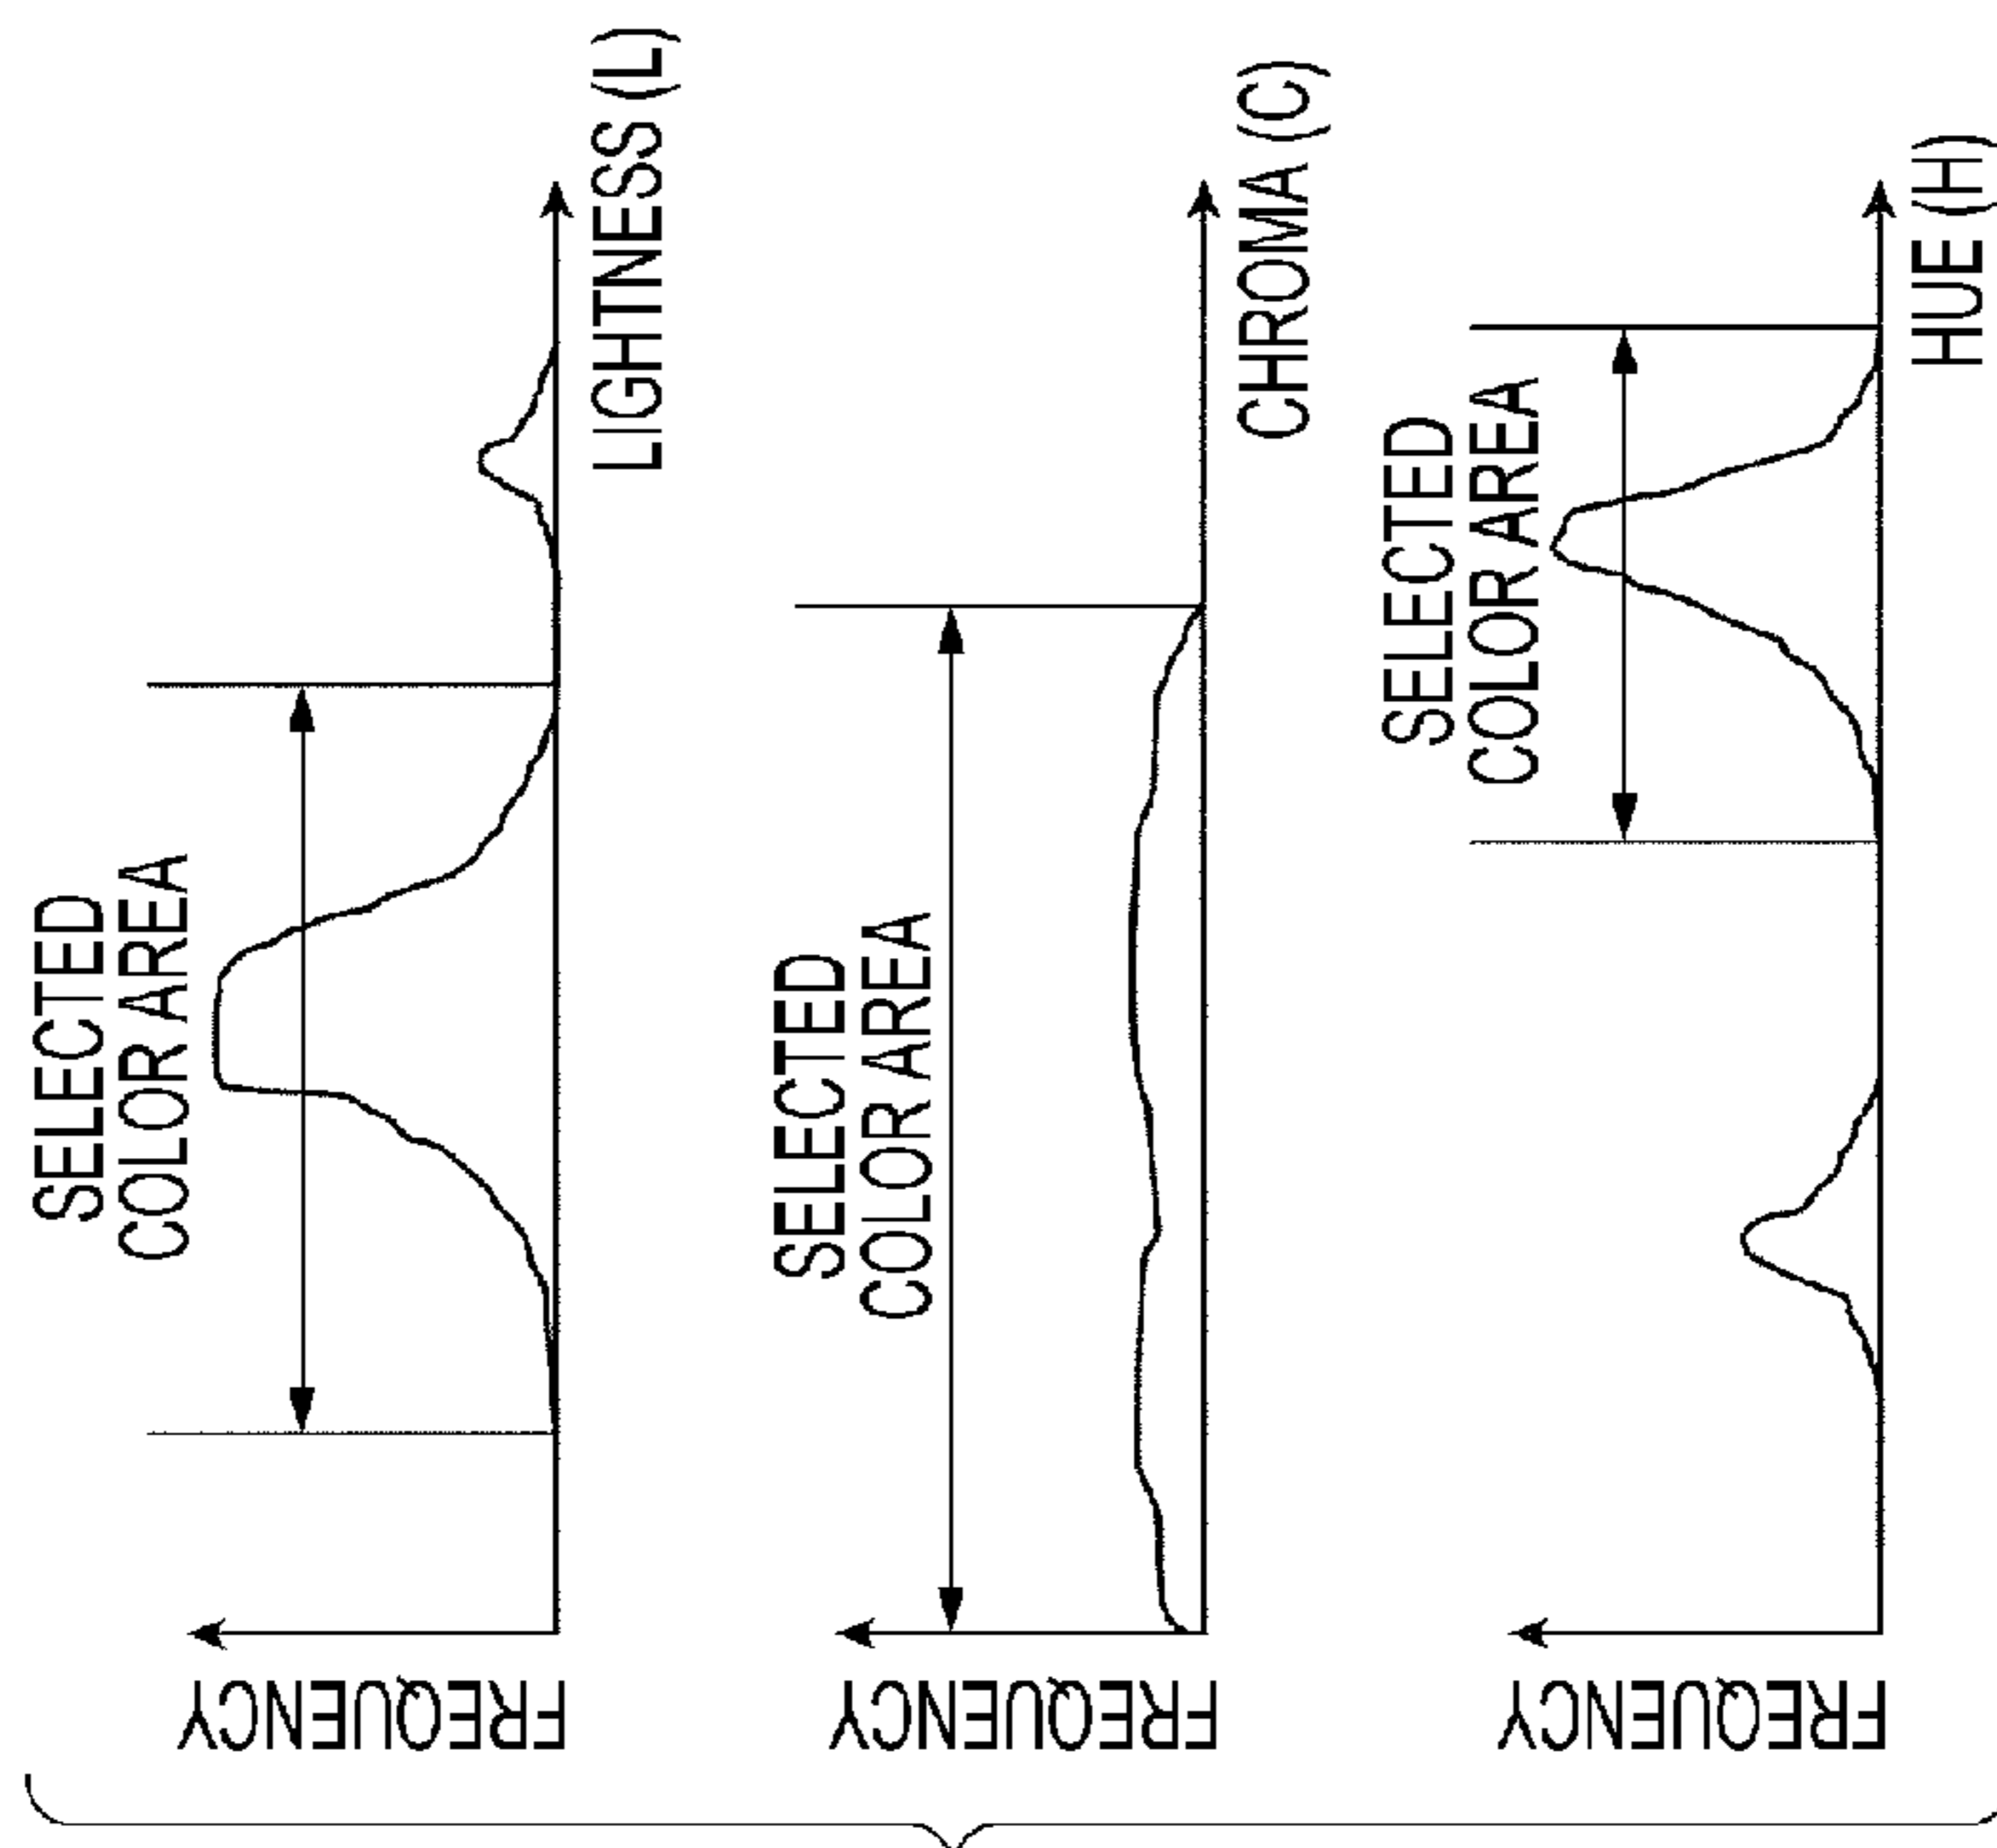 SELECTED
COLOR AREA
FREQUENCY
LIGHTNESS (L)
SELECTED
COLOR AREA
FREQUENCY
CHROMA (C)
SELECTED
COLOR AREA
FREQUENCY
HUE (H)